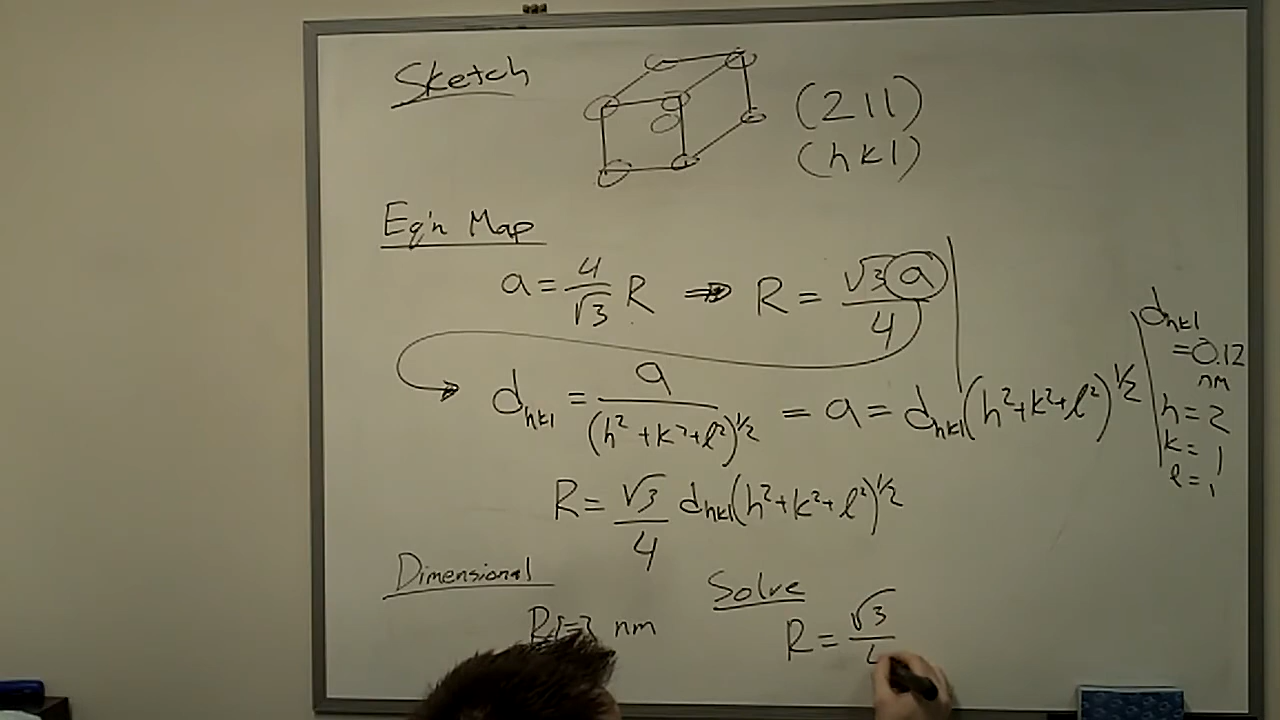 Sketch
(211)
(hkl)
Eq'n Map
a = 4/√3 R ⇒ R = √3 a/4
d_hkl = a/(h²+k²+l²)^1/2 = a = d_hkl(h²+k²+l²)^1/2
d_hkl
=0.12
nm
h=2
k=1
l=1
R = √3/4 d_hkl(h²+k²+l²)^1/2
Dimensional
R[=] nm
Solve
R = √3